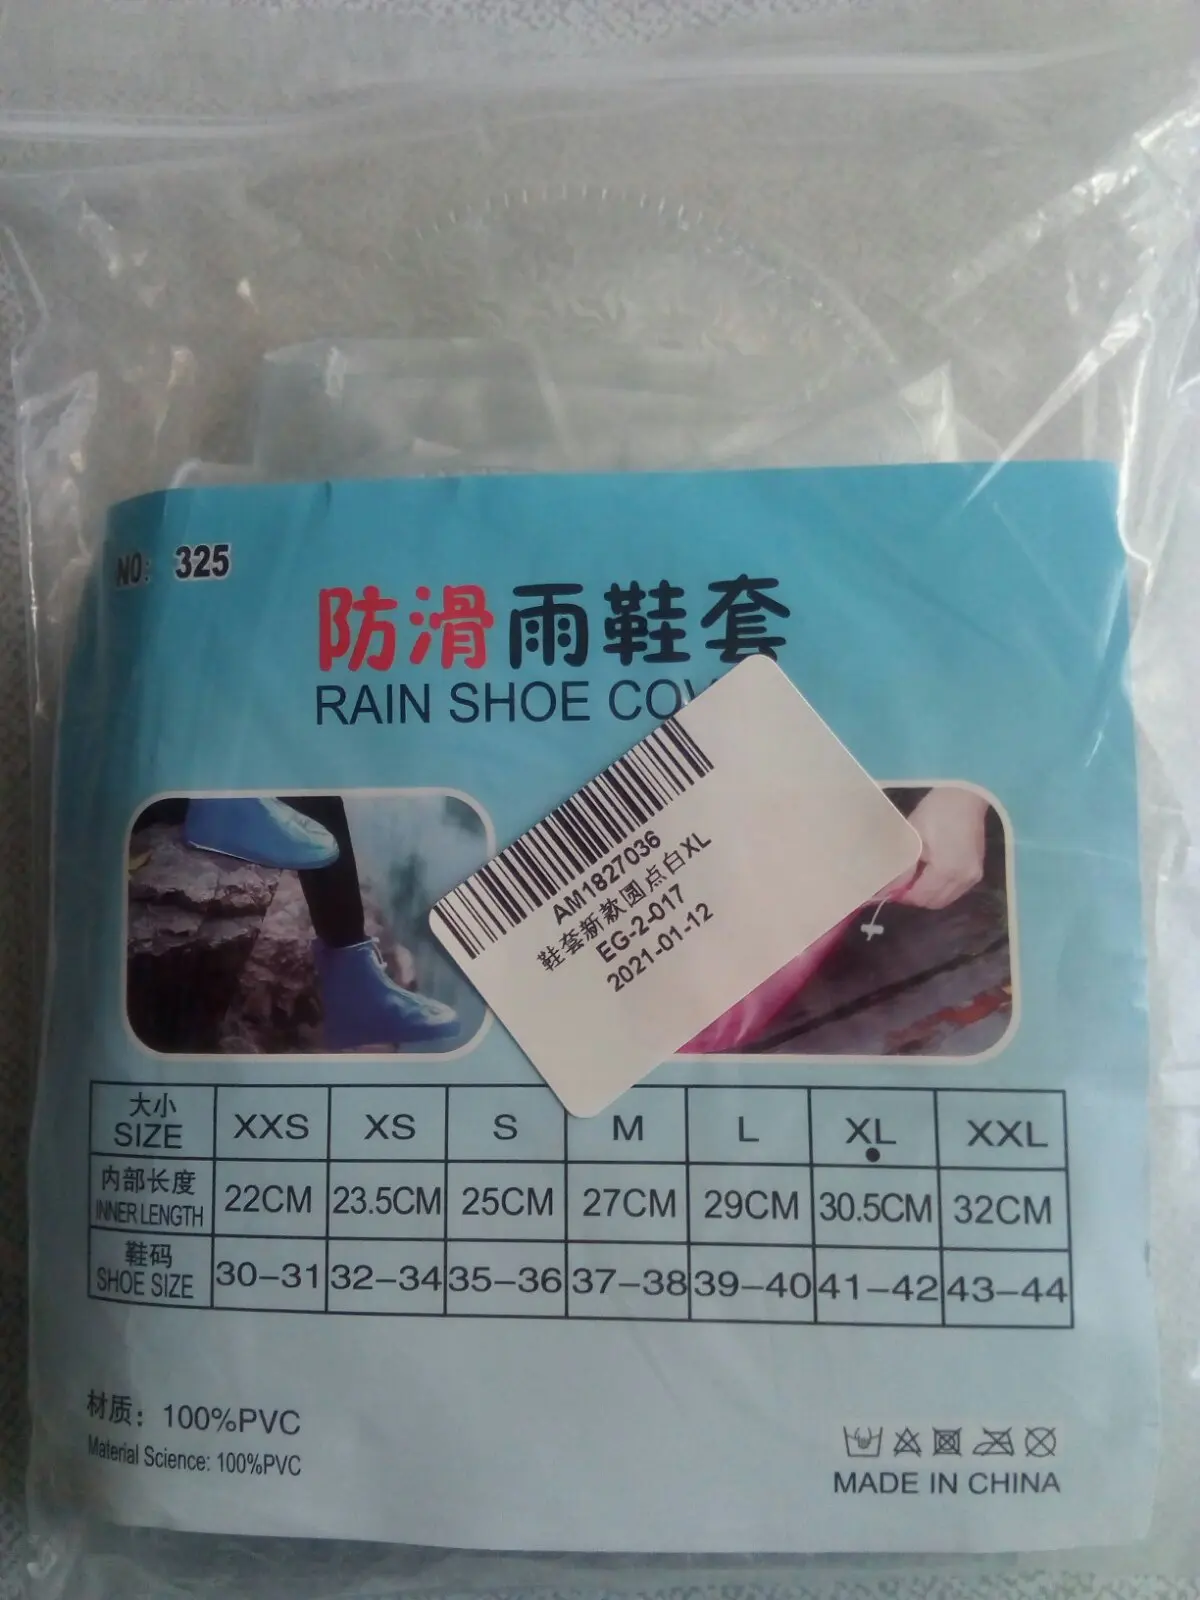 NO: 325
防滑雨鞋套
RAIN SHOE
AM1827036
鞋套新款圆点白XL
EG-2-017
2021-01-12
大小 SIZE XXS XS S M L XL XXL
内部长度 INNER LENGTH 22CM 23.5CM 25CM 27CM 29CM 30.5CM 32CM
鞋码 SHOE SIZE 30-31 32-34 35-36 37-38 39-40 41-42 43-44
材质：100%PVC
Material Science: 100%PVC
MADE IN CHINA